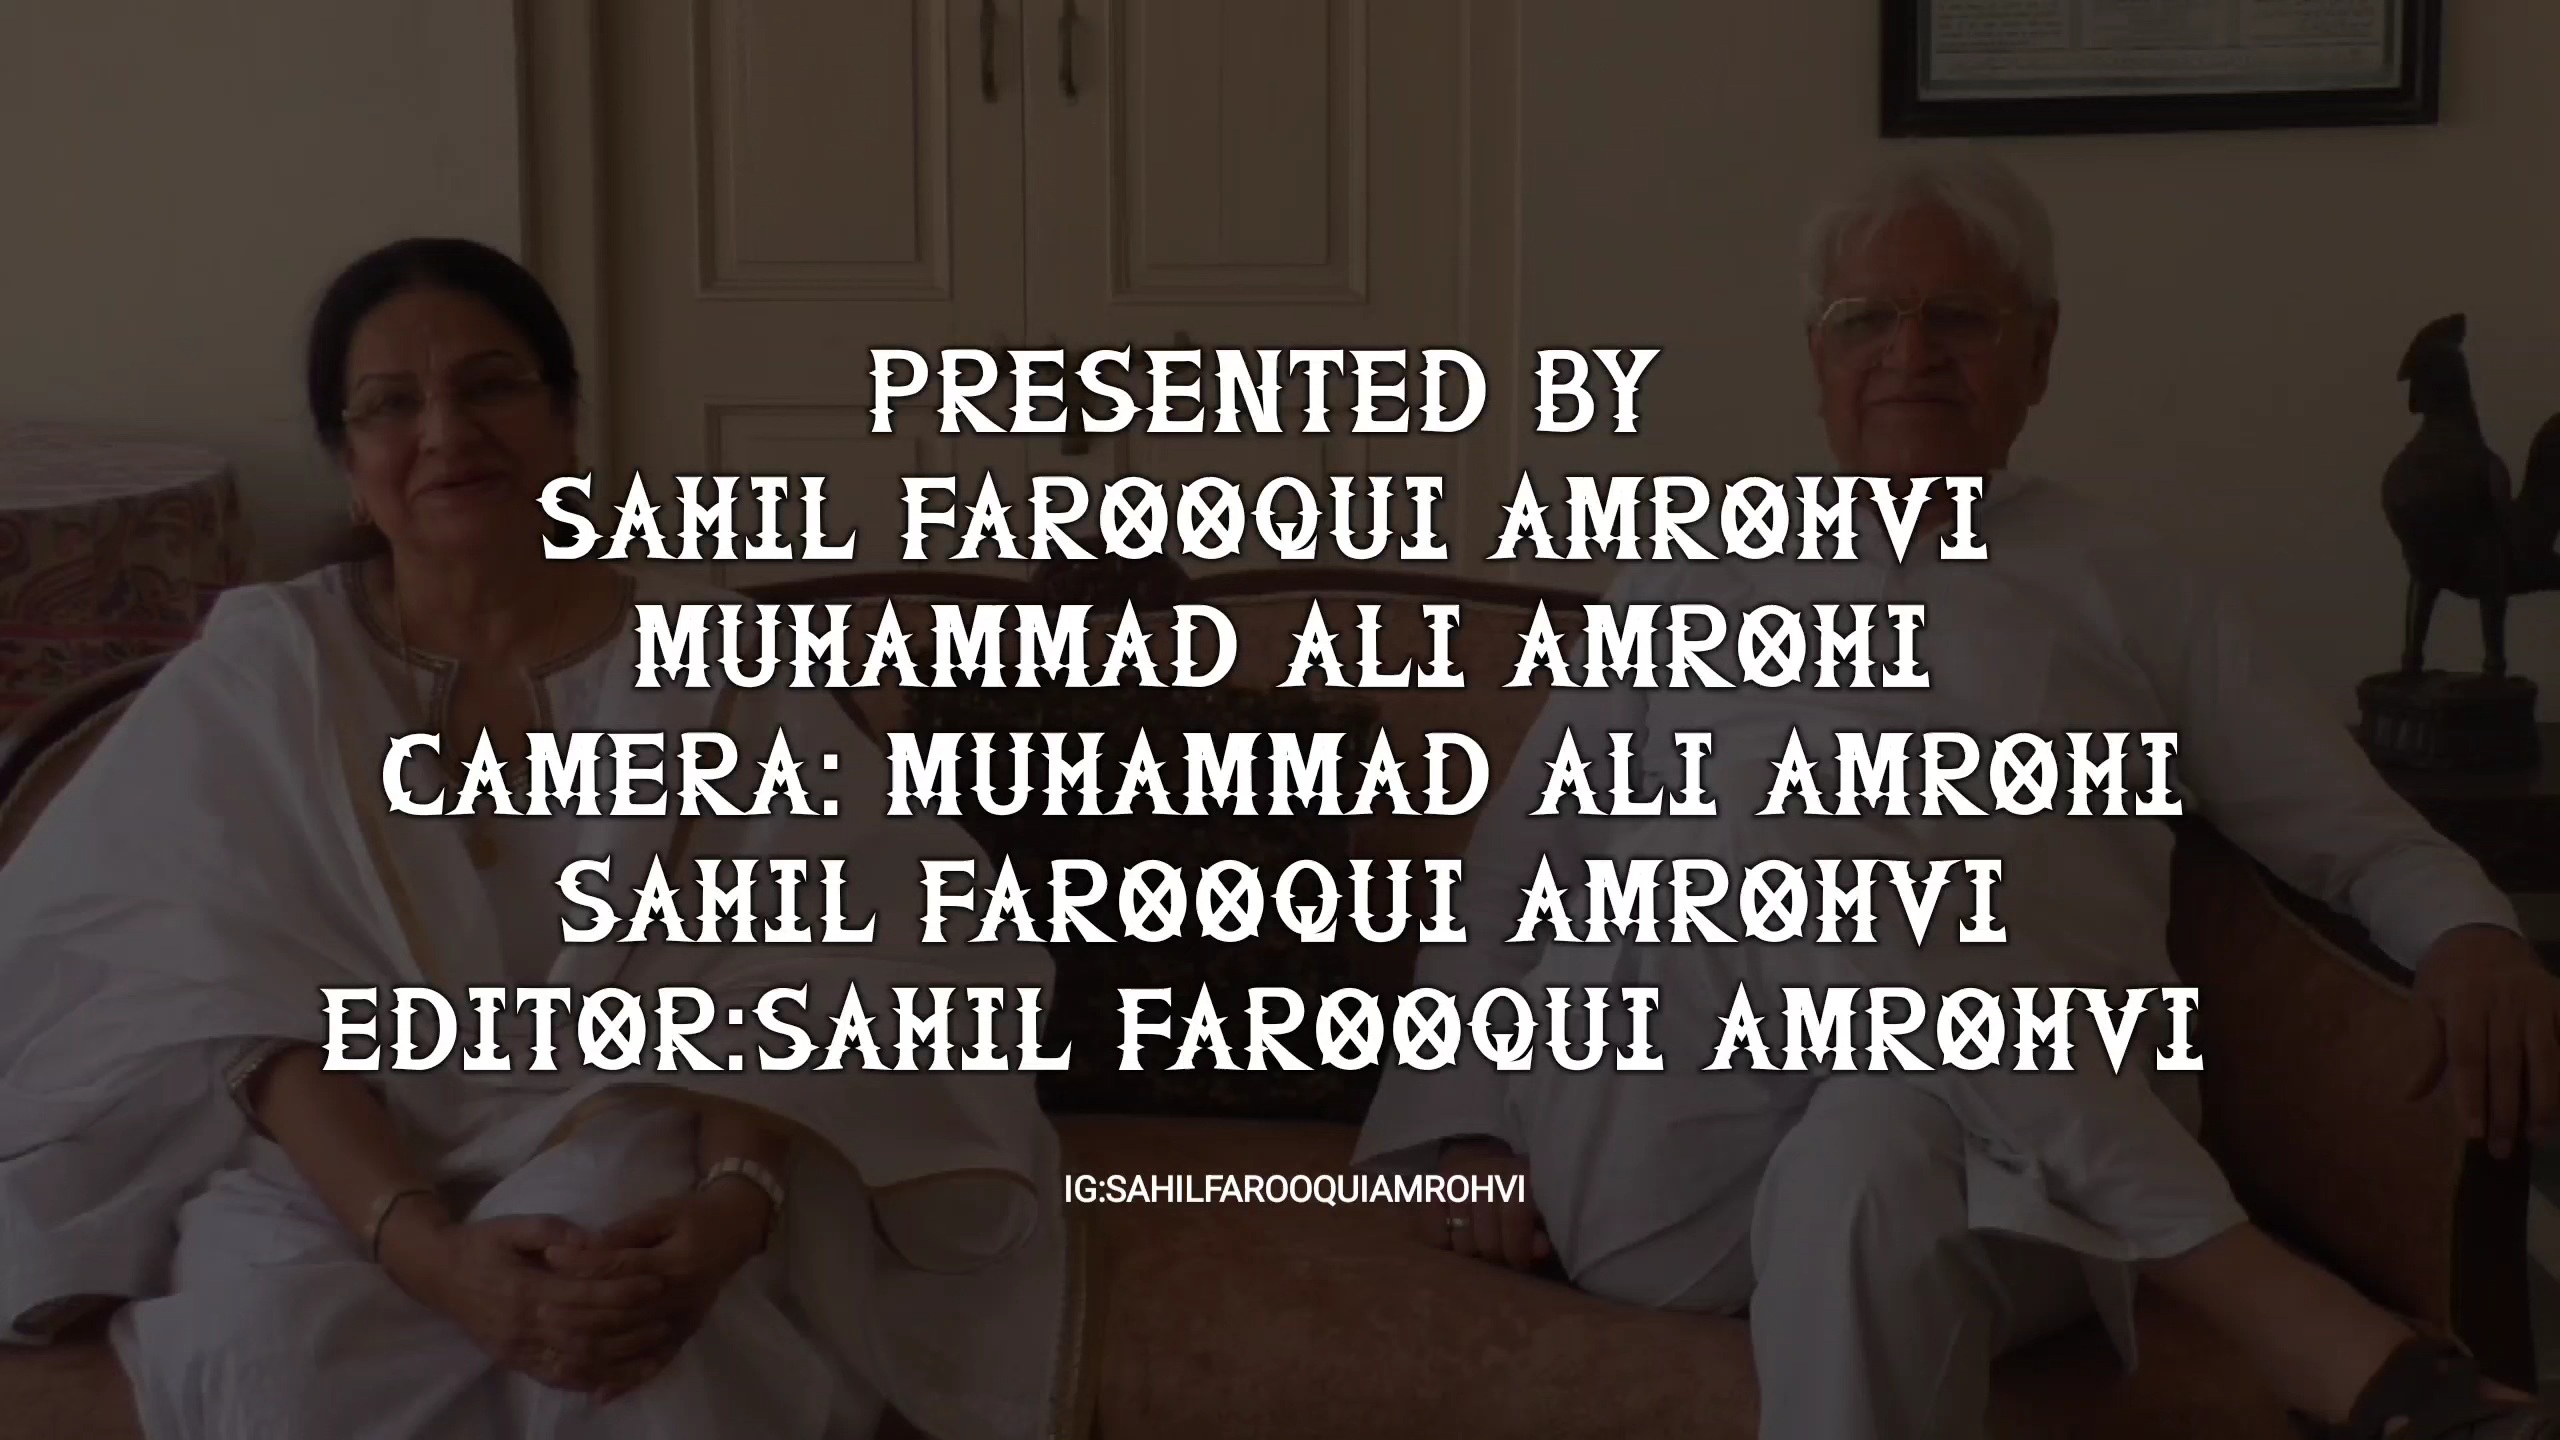 PRESENTED BY
SAHIL FAROOQUI AMROHVI
MUHAMMAD ALI AMROHI
CAMERA: MUHAMMAD ALI AMROHI
SAHIL FAROOQUI AMROHVI
EDITOR:SAHIL FAROOQUI AMROHVI
IG:SAHILFAROOQUIAMROHVI